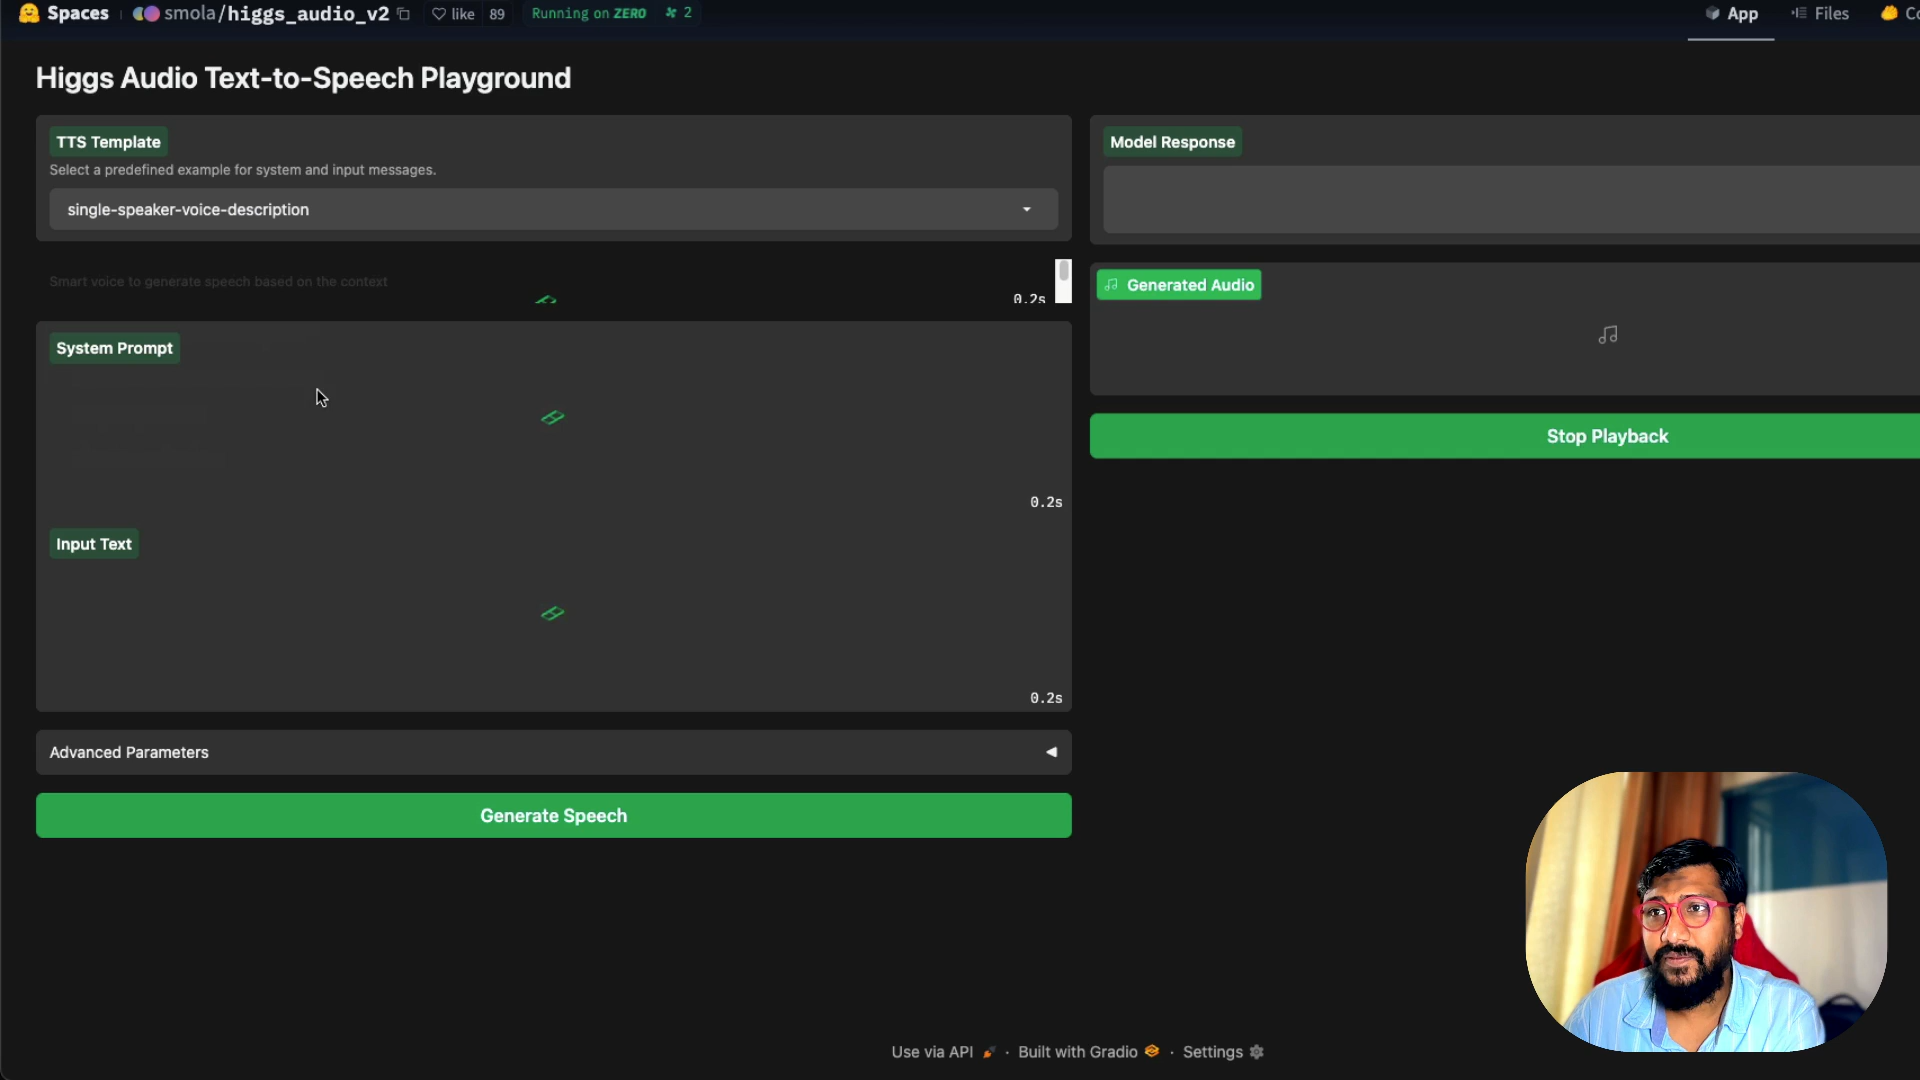 Spaces
smola/higgs_audio_v2
like 89
Running on ZERO
2
App
Files
Higgs Audio Text-to-Speech Playground
TTS Template
Select a predefined example for system and input messages.
single-speaker-voice-description
Smart voice to generate speech based on the context
0.2s
System Prompt
0.2s
Input Text
0.2s
Advanced Parameters
Generate Speech
Model Response
Generated Audio
Stop Playback
Use via API · Built with Gradio · Settings